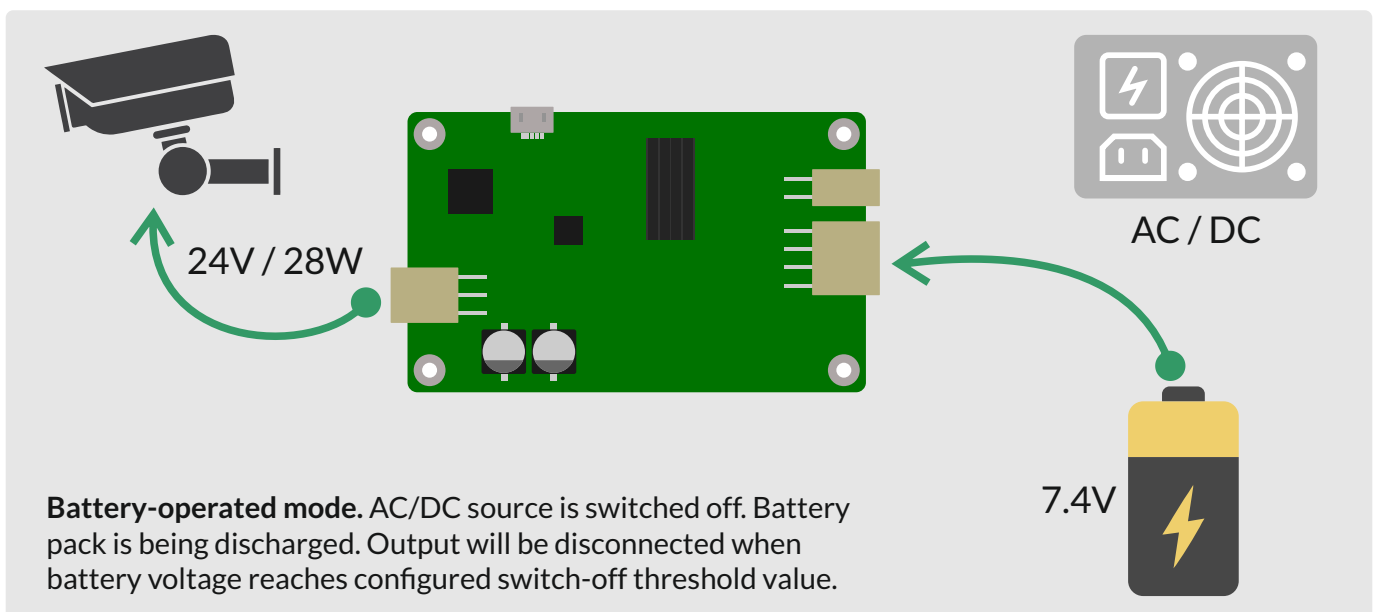 24V / 28W
AC / DC
7.4V
Battery-operated mode. AC/DC source is switched off. Battery
pack is being discharged. Output will be disconnected when
battery voltage reaches configured switch-off threshold value.